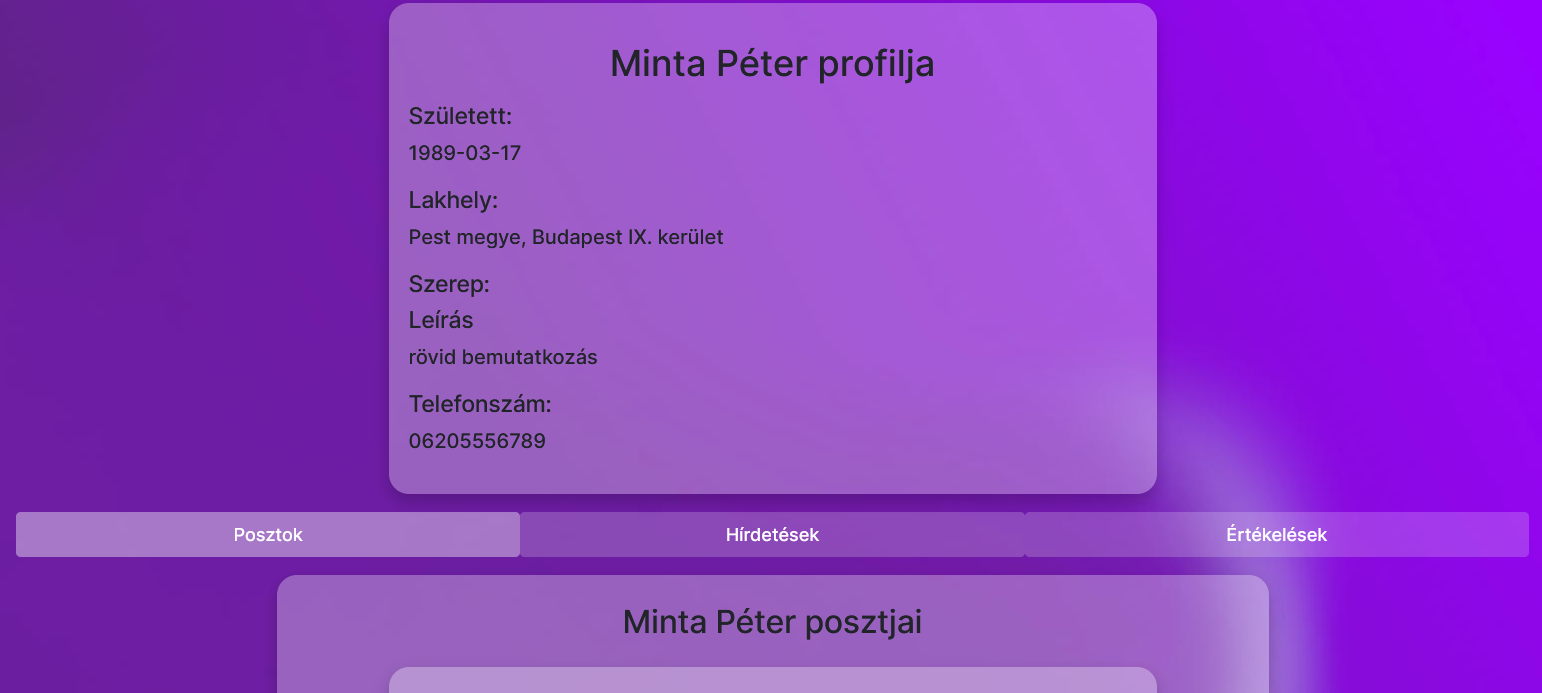 Minta Péter profilja
Született:
1989-03-17
Lakhely:
Pest megye, Budapest IX. kerület
Szerep:
Leírás
rövid bemutatkozás
Telefonszám:
06205556789
Posztok
Hírdetések
Értékelések
Minta Péter posztjai